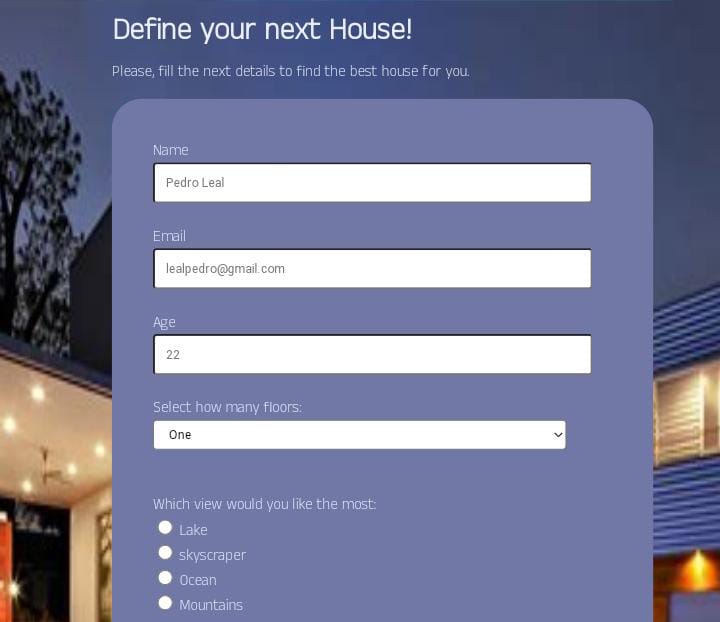 Define your next House!
Please, fill the next details to find the best house for you.
Name
Pedro Leal
Email
lealpedro@gmail.com
Age
22
Select how many floors:
One
Which view would you like the most:
Lake
skyscraper
Ocean
Mountains